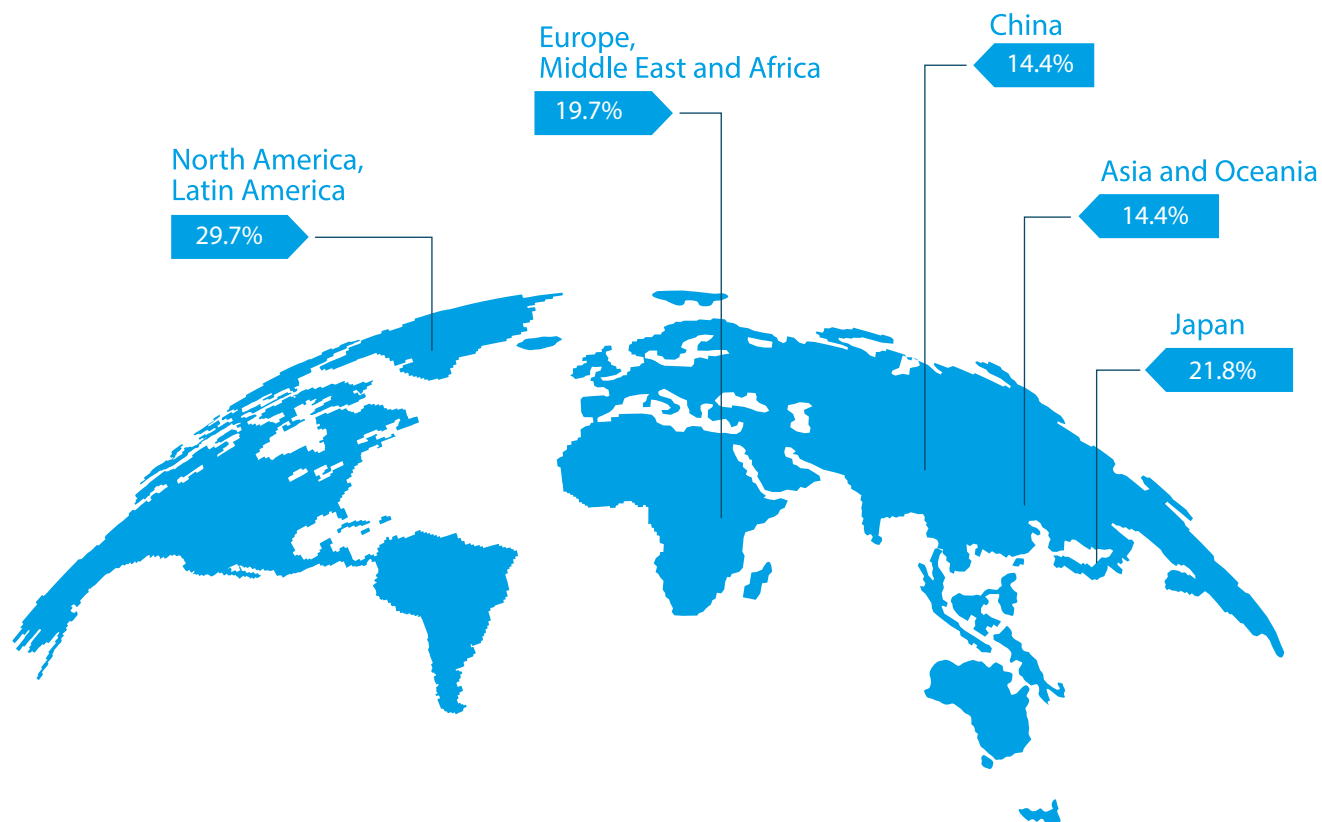 China
14.4%
Europe,
Middle East and Africa
19.7%
North America,
Latin America
29.7%
Asia and Oceania
14.4%
Japan
21.8%